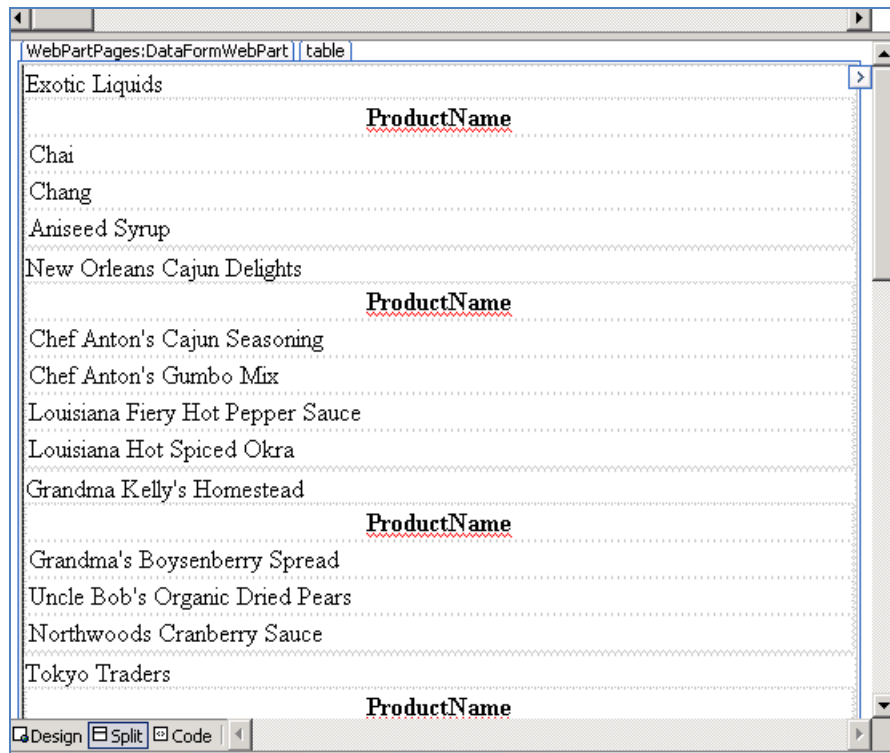 WebPartPages:DataFormWebPart table
Exotic Liquids
ProductName
Chai
Chang
Aniseed Syrup
New Orleans Cajun Delights
ProductName
Chef Anton's Cajun Seasoning
Chef Anton's Gumbo Mix
Louisiana Fiery Hot Pepper Sauce
Louisiana Hot Spiced Okra
Grandma Kelly's Homestead
ProductName
Grandma's Boysenberry Spread
Uncle Bob's Organic Dried Pears
Northwoods Cranberry Sauce
Tokyo Traders
ProductName
Design Split Code